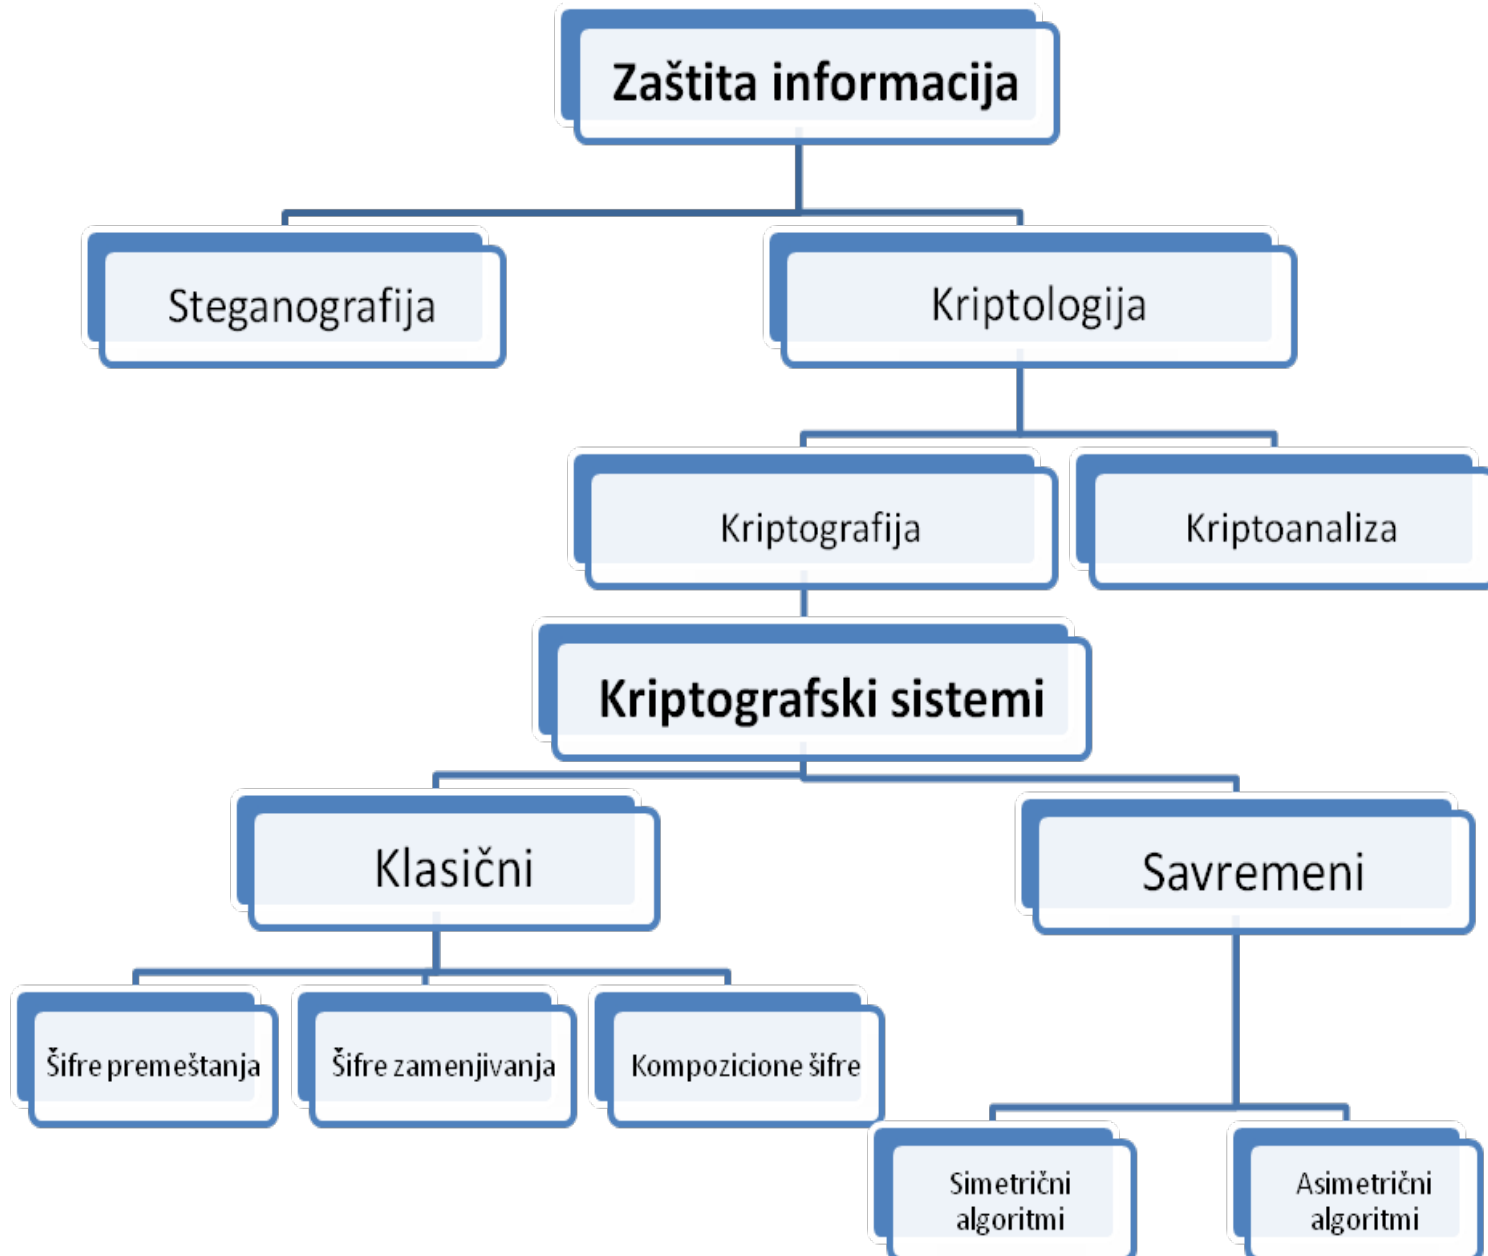 Zaštita informacija
Steganografija
Kriptologija
Kriptografija
Kriptoanaliza
Kriptografski sistemi
Klasični
Savremeni
Šifre premeštanja
Šifre zamenjivanja
Kompozicione šifre
Simetrični
algoritmi
Asimetrični
algoritmi